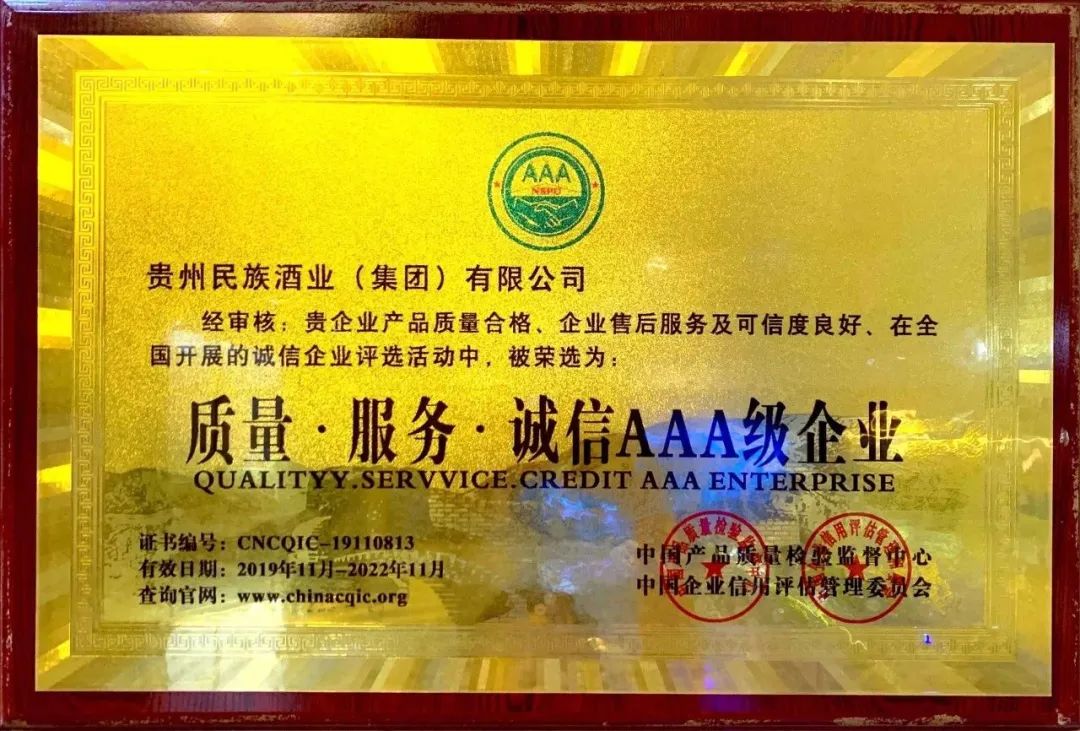 AAA
贵州民族酒业（集团）有限公司
经审核：贵企业产品质量合格、企业售后服务及可信度良好、在全
国开展的诚信企业评选活动中，被荣选为：
质量·服务·诚信AAA级企业
QUALITYY.SERVVICE.CREDIT AAA ENTERPRISE
证书编号：CNCQIC-19110813
有效日期：2019年11月-2022年11月
查询官网：www.chinacqic.org
中国产品质量检验监督中心
中国企业信用评估管理委员会
1